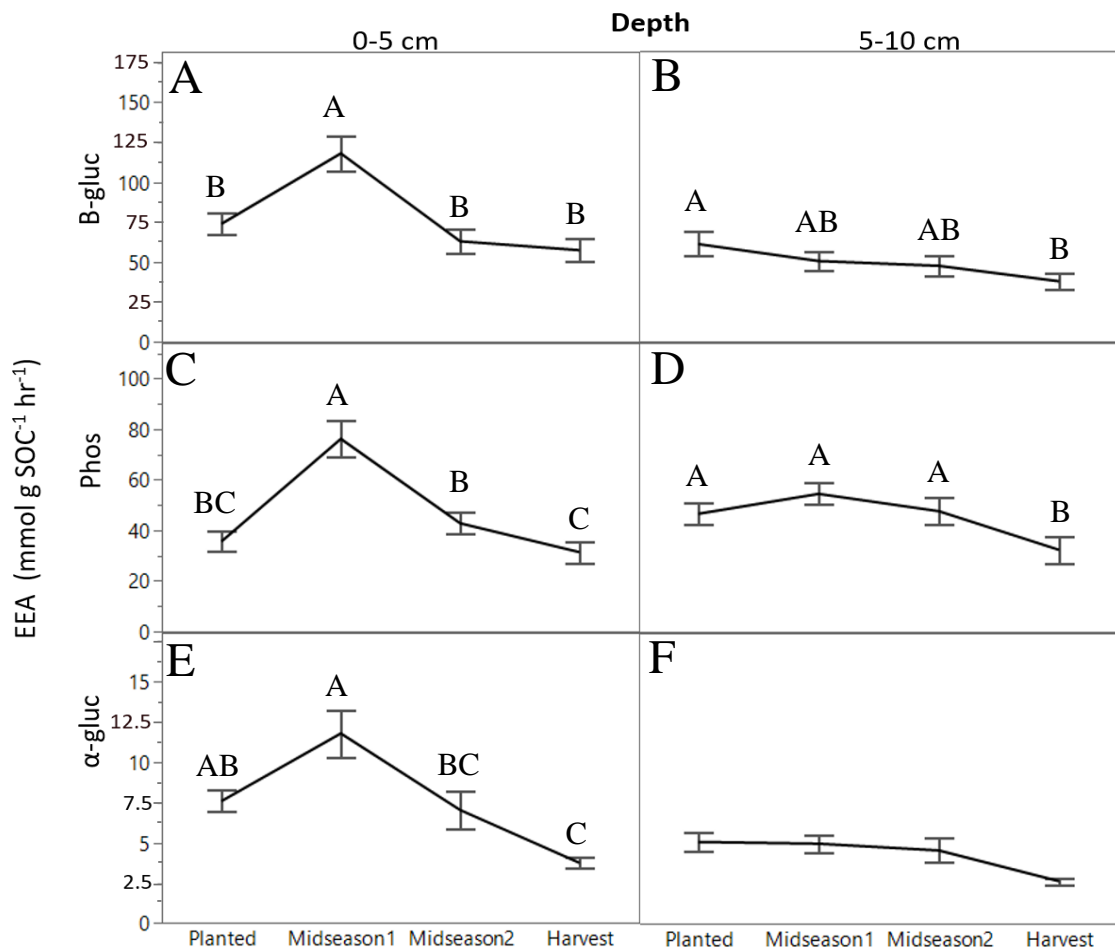 Depth
0-5 cm
5-10 cm
EEA (mmol g SOC⁻¹ hr⁻¹)
B-gluc
175
150
125
100
75
50
25
0
A
B
A
B
B
B
A
AB
AB
B
Phos
100
80
60
40
20
0
C
BC
A
B
C
D
A
A
A
B
α-gluc
15
12.5
10
7.5
5
2.5
0
E
AB
A
BC
C
F
Planted Midseason1 Midseason2 Harvest
Planted Midseason1 Midseason2 Harvest